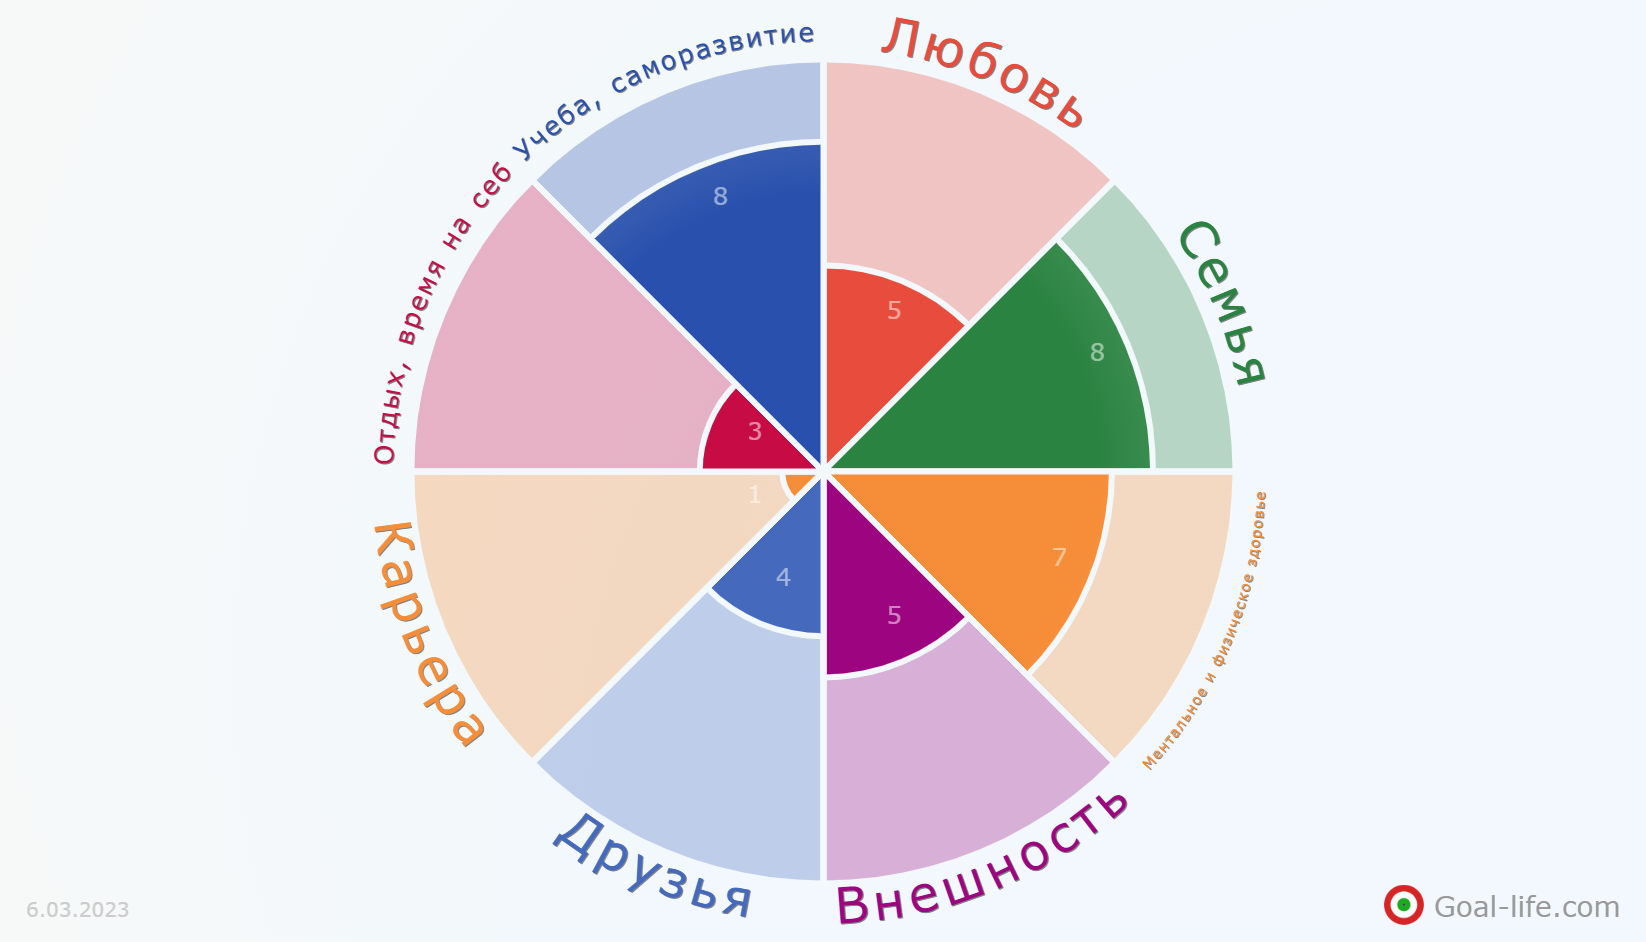 Любовь
5
Семья
8
Ментальное и физическое здоровье
7
Внешность
5
Друзья
4
Карьера
1
Отдых, время на себ
3
Учеба, саморазвитие
8
6.03.2023
Goal-life.com